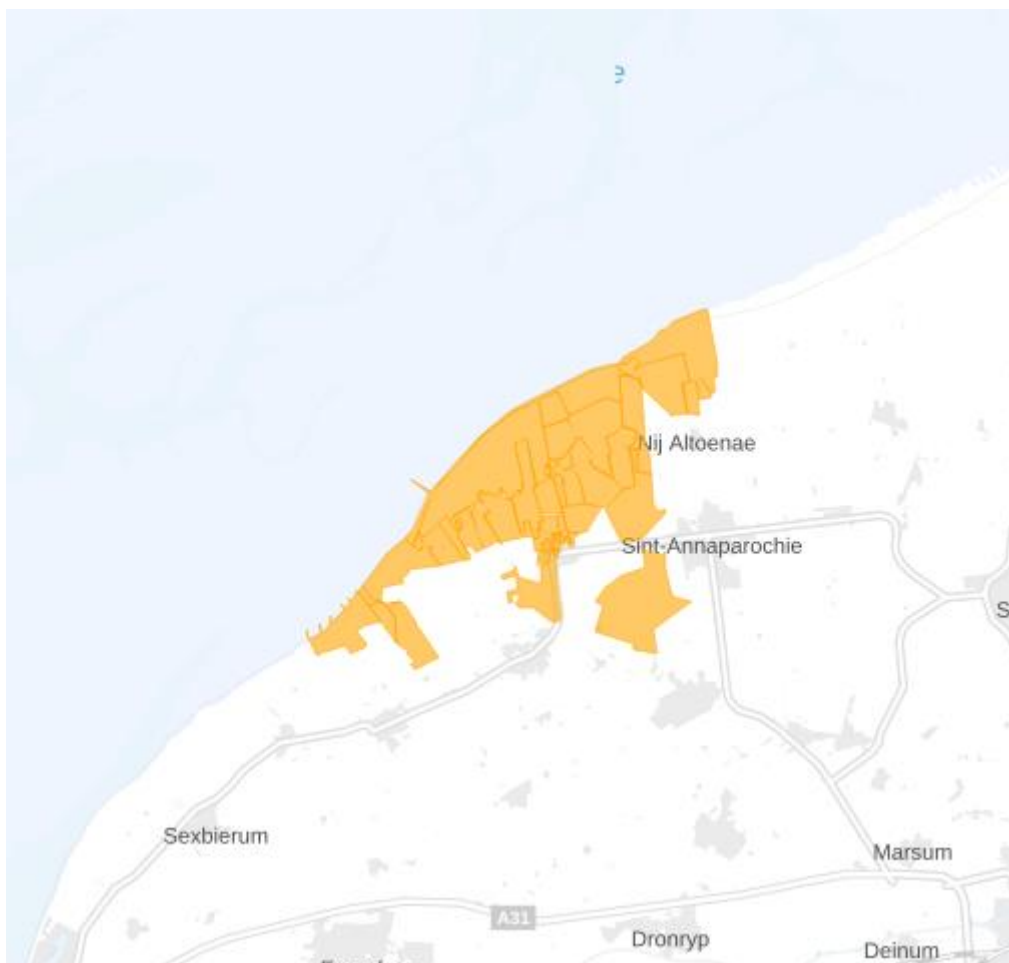 Nij Altoenae
Sint-Annaparochie
Sexbierum
Marsum
A31
Dronryp
Deinum